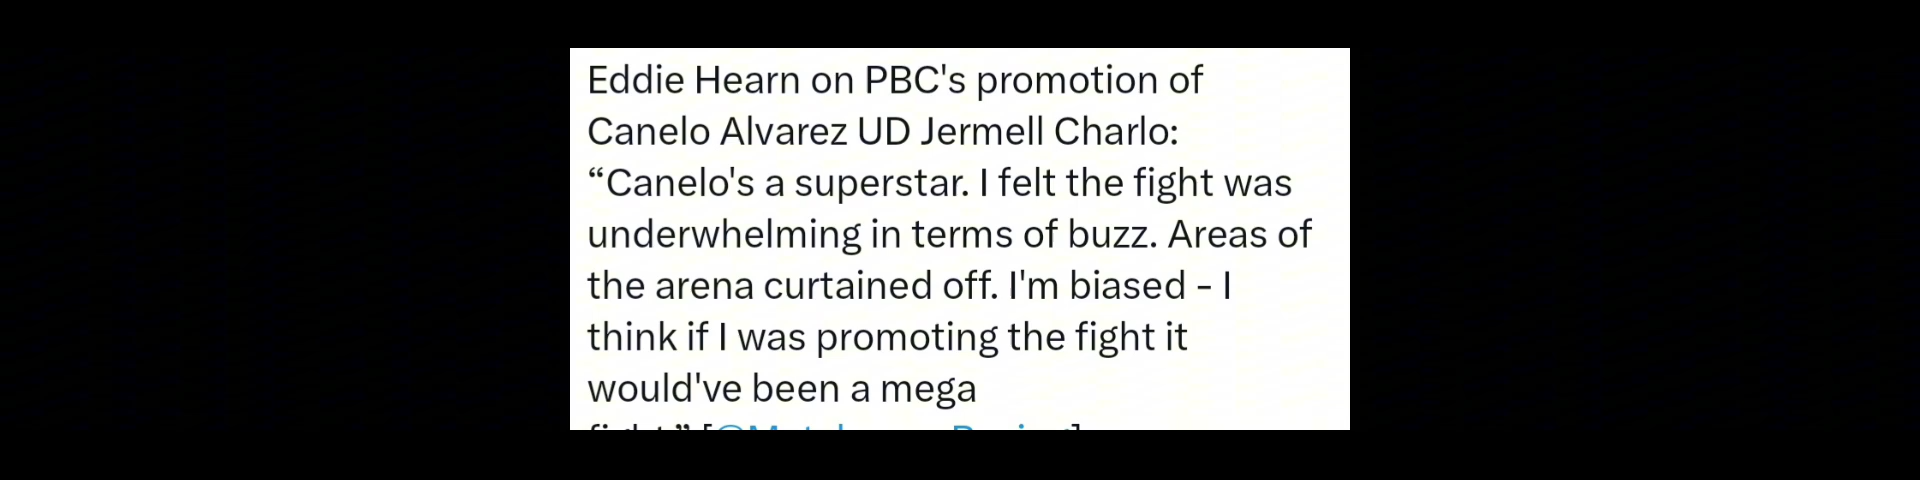 Eddie Hearn on PBC's promotion of
Canelo Alvarez UD Jermell Charlo:
“Canelo's a superstar. I felt the fight was
underwhelming in terms of buzz. Areas of
the arena curtained off. I'm biased - I
think if I was promoting the fight it
would've been a mega
fight.” [